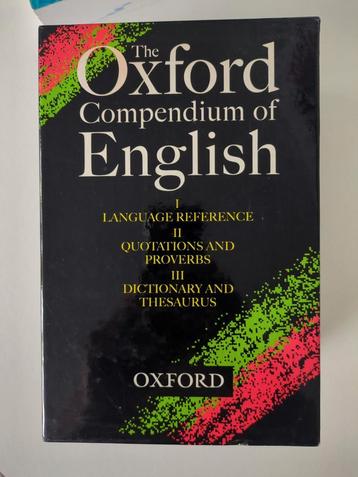 The
Oxford
Compendium of
English
I
LANGUAGE REFERENCE
II
QUOTATIONS AND
PROVERBS
III
DICTIONARY AND
THESAURUS
OXFORD